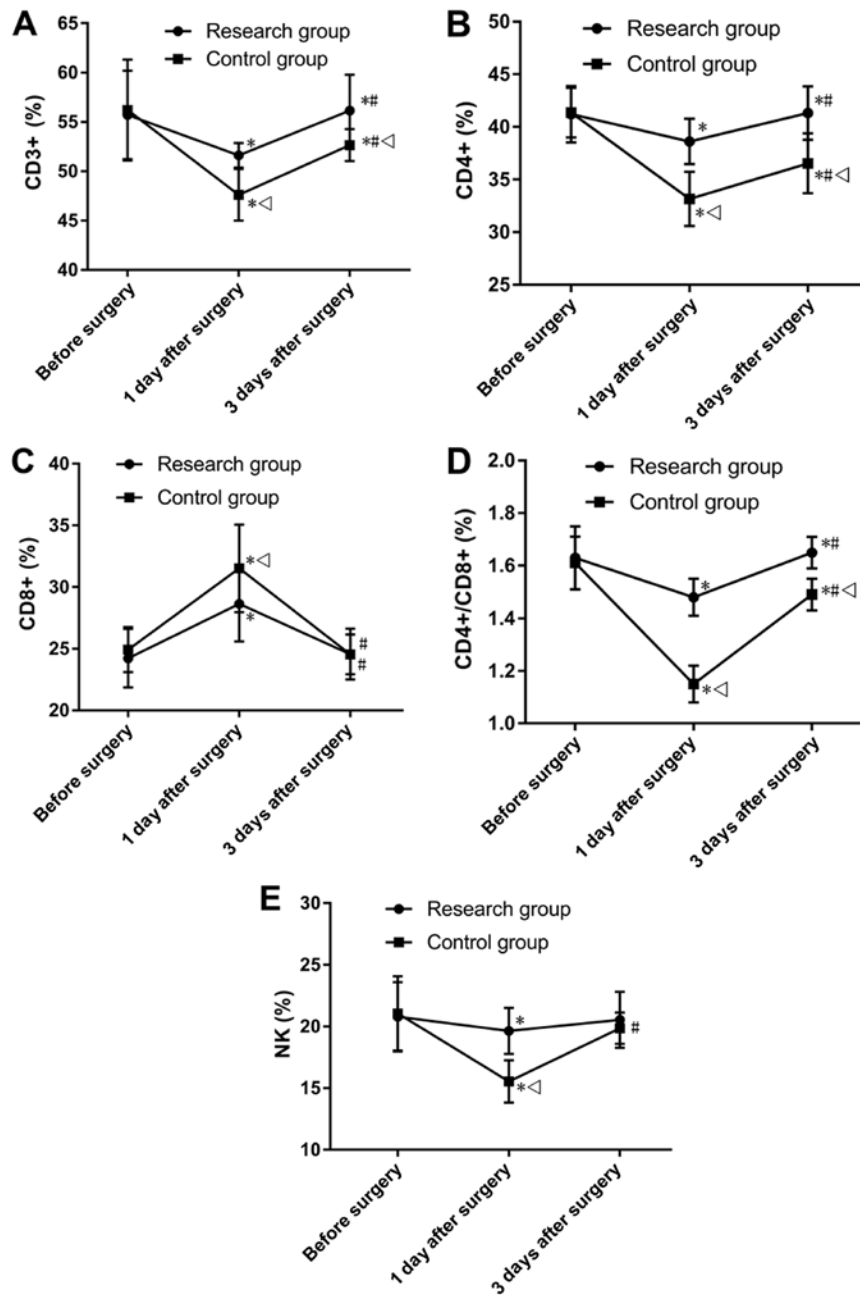 A
Research group
Control group
CD3+ (%)
65
60
55
50
45
40
*
*◁
*#
*#◁
Before surgery
1 day after surgery
3 days after surgery
B
Research group
Control group
CD4+ (%)
50
45
40
35
30
25
*
*◁
*#
*#◁
Before surgery
1 day after surgery
3 days after surgery
C
Research group
Control group
CD8+ (%)
40
35
30
25
20
*◁
*
#
#
Before surgery
1 day after surgery
3 days after surgery
D
Research group
Control group
CD4+/CD8+ (%)
2.0
1.8
1.6
1.4
1.2
1.0
*
*◁
*#
*#◁
Before surgery
1 day after surgery
3 days after surgery
E
Research group
Control group
NK (%)
30
25
20
15
10
*
*◁
#
Before surgery
1 day after surgery
3 days after surgery